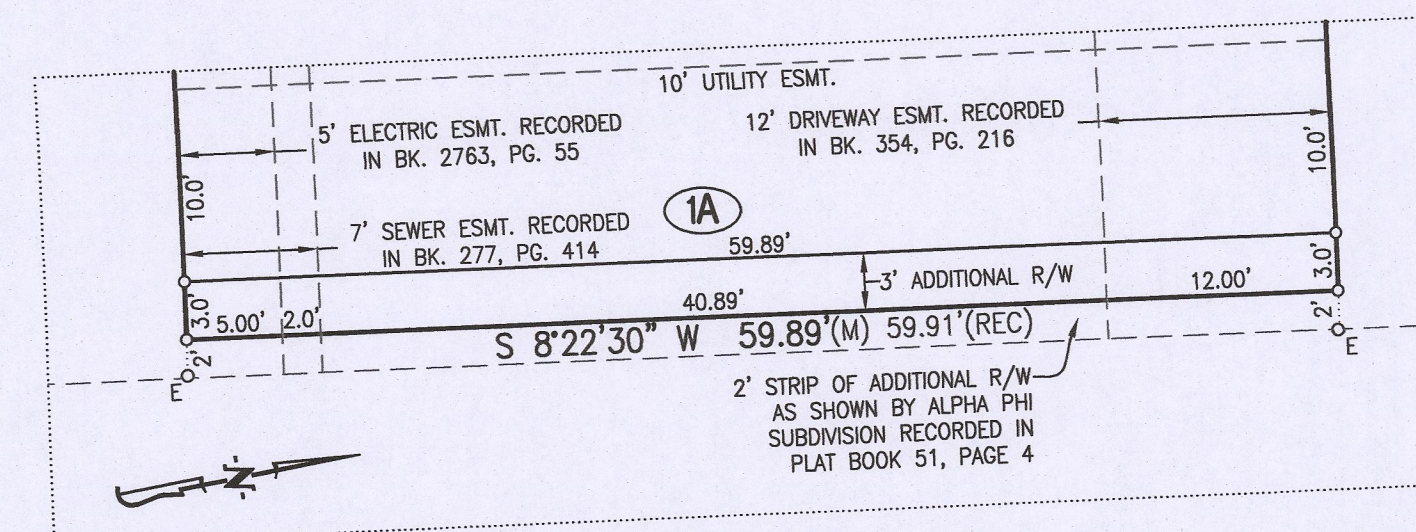 10' UTILITY ESMT.
5' ELECTRIC ESMT. RECORDED
IN BK. 2763, PG. 55
12' DRIVEWAY ESMT. RECORDED
IN BK. 354, PG. 216
10.0'
10.0'
1A
7' SEWER ESMT. RECORDED
IN BK. 277, PG. 414
59.89'
3' ADDITIONAL R/W
3.0'
5.00'
2.0'
40.89'
12.00'
3.0'
S 8°22'30" W 59.89'(M) 59.91'(REC)
2'
2'
E
E
2' STRIP OF ADDITIONAL R/W
AS SHOWN BY ALPHA PHI
SUBDIVISION RECORDED IN
PLAT BOOK 51, PAGE 4
N